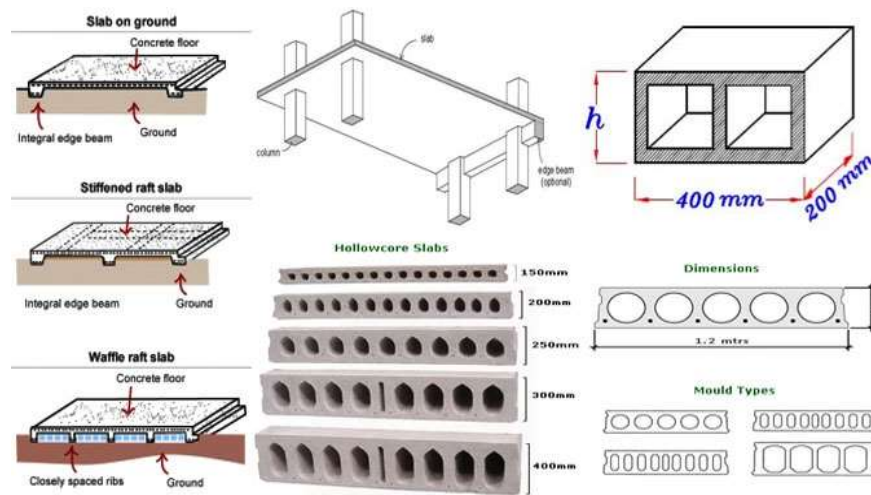 Slab on ground
Concrete floor
Integral edge beam
Ground
Stiffened raft slab
Concrete floor
Integral edge beam
Ground
Waffle raft slab
Concrete floor
Closely spaced ribs
Ground
slab
column
edge beam
(optional)
h
400 mm
200 mm
Hollowcore Slabs
150mm
200mm
250mm
300mm
400mm
Dimensions
1.2 mtrs
Mould Types